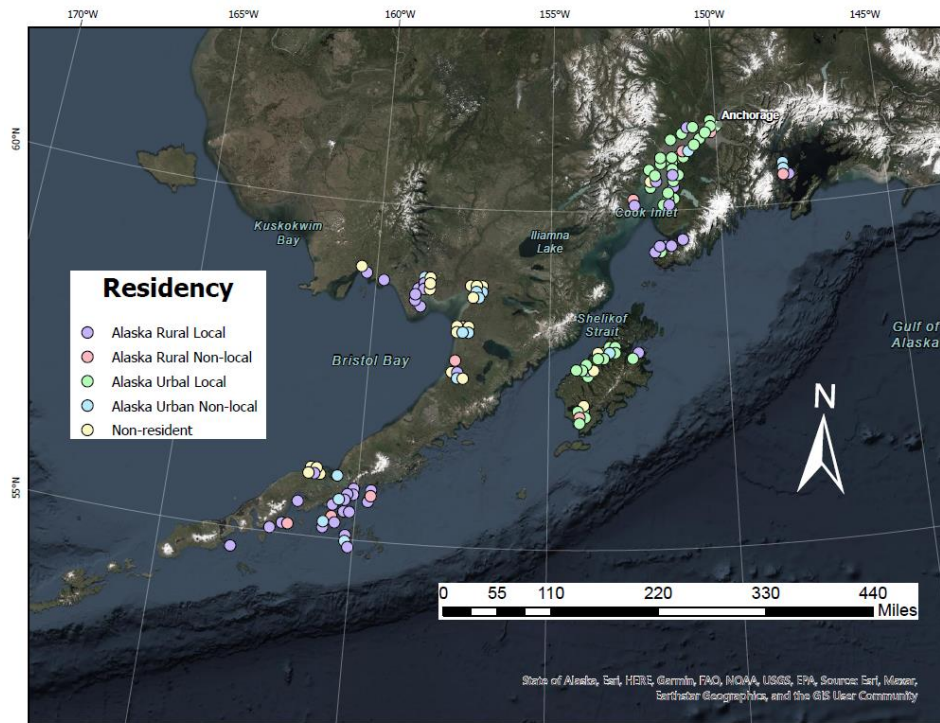 170°W
165°W
160°W
155°W
150°W
145°W
60°N
Anchorage
Cook Inlet
Kuskokwim
Bay
Iliamna
Lake
Residency
Alaska Rural Local
Alaska Rural Non-local
Alaska Urbal Local
Alaska Urban Non-local
Non-resident
Shelikof
Strait
Gulf of
Alaska
Bristol Bay
N
55°N
0 55 110 220 330 440
Miles
State of Alaska, Esri, HERE, Garmin, FAO, NOAA, USGS, EPA, Source: Esri, Maxar,
Earthstar Geographics, and the GIS User Community